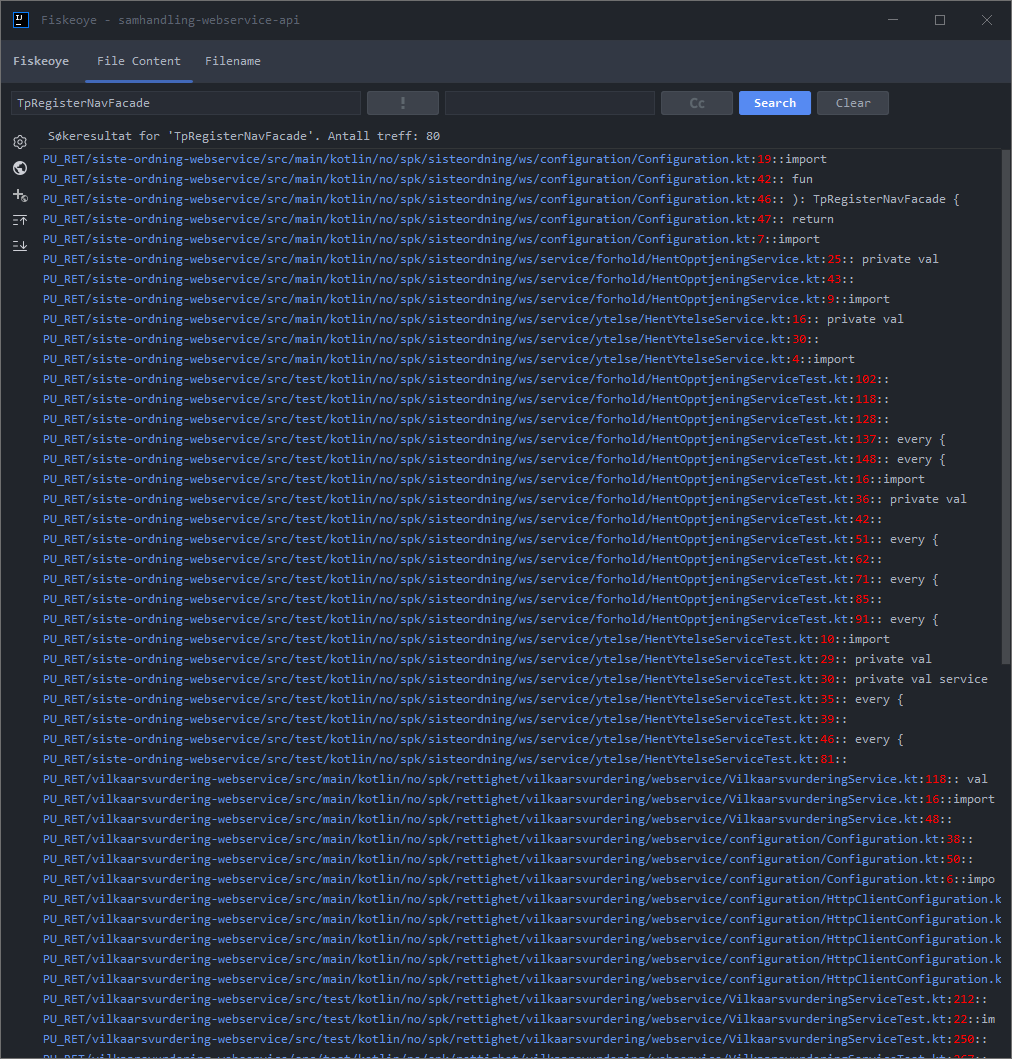 Fiskeoye - samhandling-webservice-api
Fiskeoye File Content Filename
TpRegisterNavFacade ! Cc Search Clear
Søkeresultat for 'TpRegisterNavFacade'. Antall treff: 80
PU_RET/siste-ordning-webservice/src/main/kotlin/no/spk/sisteordning/ws/configuration/Configuration.kt:19::import
PU_RET/siste-ordning-webservice/src/main/kotlin/no/spk/sisteordning/ws/configuration/Configuration.kt:42:: fun
PU_RET/siste-ordning-webservice/src/main/kotlin/no/spk/sisteordning/ws/configuration/Configuration.kt:46:: ): TpRegisterNavFacade {
PU_RET/siste-ordning-webservice/src/main/kotlin/no/spk/sisteordning/ws/configuration/Configuration.kt:47:: return
PU_RET/siste-ordning-webservice/src/main/kotlin/no/spk/sisteordning/ws/configuration/Configuration.kt:7::import
PU_RET/siste-ordning-webservice/src/main/kotlin/no/spk/sisteordning/ws/service/forhold/HentOpptjeningService.kt:25:: private val
PU_RET/siste-ordning-webservice/src/main/kotlin/no/spk/sisteordning/ws/service/forhold/HentOpptjeningService.kt:43::
PU_RET/siste-ordning-webservice/src/main/kotlin/no/spk/sisteordning/ws/service/forhold/HentOpptjeningService.kt:9::import
PU_RET/siste-ordning-webservice/src/main/kotlin/no/spk/sisteordning/ws/service/ytelse/HentYtelseService.kt:16:: private val
PU_RET/siste-ordning-webservice/src/main/kotlin/no/spk/sisteordning/ws/service/ytelse/HentYtelseService.kt:30::
PU_RET/siste-ordning-webservice/src/main/kotlin/no/spk/sisteordning/ws/service/ytelse/HentYtelseService.kt:4::import
PU_RET/siste-ordning-webservice/src/test/kotlin/no/spk/sisteordning/ws/service/forhold/HentOpptjeningServiceTest.kt:102::
PU_RET/siste-ordning-webservice/src/test/kotlin/no/spk/sisteordning/ws/service/forhold/HentOpptjeningServiceTest.kt:118::
PU_RET/siste-ordning-webservice/src/test/kotlin/no/spk/sisteordning/ws/service/forhold/HentOpptjeningServiceTest.kt:128::
PU_RET/siste-ordning-webservice/src/test/kotlin/no/spk/sisteordning/ws/service/forhold/HentOpptjeningServiceTest.kt:137:: every {
PU_RET/siste-ordning-webservice/src/test/kotlin/no/spk/sisteordning/ws/service/forhold/HentOpptjeningServiceTest.kt:148:: every {
PU_RET/siste-ordning-webservice/src/test/kotlin/no/spk/sisteordning/ws/service/forhold/HentOpptjeningServiceTest.kt:16::import
PU_RET/siste-ordning-webservice/src/test/kotlin/no/spk/sisteordning/ws/service/forhold/HentOpptjeningServiceTest.kt:36:: private val
PU_RET/siste-ordning-webservice/src/test/kotlin/no/spk/sisteordning/ws/service/forhold/HentOpptjeningServiceTest.kt:42::
PU_RET/siste-ordning-webservice/src/test/kotlin/no/spk/sisteordning/ws/service/forhold/HentOpptjeningServiceTest.kt:51:: every {
PU_RET/siste-ordning-webservice/src/test/kotlin/no/spk/sisteordning/ws/service/forhold/HentOpptjeningServiceTest.kt:62::
PU_RET/siste-ordning-webservice/src/test/kotlin/no/spk/sisteordning/ws/service/forhold/HentOpptjeningServiceTest.kt:71:: every {
PU_RET/siste-ordning-webservice/src/test/kotlin/no/spk/sisteordning/ws/service/forhold/HentOpptjeningServiceTest.kt:85::
PU_RET/siste-ordning-webservice/src/test/kotlin/no/spk/sisteordning/ws/service/forhold/HentOpptjeningServiceTest.kt:91:: every {
PU_RET/siste-ordning-webservice/src/test/kotlin/no/spk/sisteordning/ws/service/ytelse/HentYtelseServiceTest.kt:10::import
PU_RET/siste-ordning-webservice/src/test/kotlin/no/spk/sisteordning/ws/service/ytelse/HentYtelseServiceTest.kt:29:: private val
PU_RET/siste-ordning-webservice/src/test/kotlin/no/spk/sisteordning/ws/service/ytelse/HentYtelseServiceTest.kt:30:: private val service
PU_RET/siste-ordning-webservice/src/test/kotlin/no/spk/sisteordning/ws/service/ytelse/HentYtelseServiceTest.kt:35:: every {
PU_RET/siste-ordning-webservice/src/test/kotlin/no/spk/sisteordning/ws/service/ytelse/HentYtelseServiceTest.kt:39::
PU_RET/siste-ordning-webservice/src/test/kotlin/no/spk/sisteordning/ws/service/ytelse/HentYtelseServiceTest.kt:46:: every {
PU_RET/siste-ordning-webservice/src/test/kotlin/no/spk/sisteordning/ws/service/ytelse/HentYtelseServiceTest.kt:81::
PU_RET/vilkaarsvurdering-webservice/src/main/kotlin/no/spk/rettighet/vilkaarsvurdering/webservice/VilkaarsvurderingService.kt:118:: val
PU_RET/vilkaarsvurdering-webservice/src/main/kotlin/no/spk/rettighet/vilkaarsvurdering/webservice/VilkaarsvurderingService.kt:16::import
PU_RET/vilkaarsvurdering-webservice/src/main/kotlin/no/spk/rettighet/vilkaarsvurdering/webservice/VilkaarsvurderingService.kt:48::
PU_RET/vilkaarsvurdering-webservice/src/main/kotlin/no/spk/rettighet/vilkaarsvurdering/webservice/configuration/Configuration.kt:38::
PU_RET/vilkaarsvurdering-webservice/src/main/kotlin/no/spk/rettighet/vilkaarsvurdering/webservice/configuration/Configuration.kt:50::
PU_RET/vilkaarsvurdering-webservice/src/main/kotlin/no/spk/rettighet/vilkaarsvurdering/webservice/configuration/Configuration.kt:6::impo
PU_RET/vilkaarsvurdering-webservice/src/main/kotlin/no/spk/rettighet/vilkaarsvurdering/webservice/configuration/HttpClientConfiguration.k
PU_RET/vilkaarsvurdering-webservice/src/main/kotlin/no/spk/rettighet/vilkaarsvurdering/webservice/configuration/HttpClientConfiguration.k
PU_RET/vilkaarsvurdering-webservice/src/main/kotlin/no/spk/rettighet/vilkaarsvurdering/webservice/configuration/HttpClientConfiguration.k
PU_RET/vilkaarsvurdering-webservice/src/main/kotlin/no/spk/rettighet/vilkaarsvurdering/webservice/configuration/HttpClientConfiguration.k
PU_RET/vilkaarsvurdering-webservice/src/main/kotlin/no/spk/rettighet/vilkaarsvurdering/webservice/configuration/HttpClientConfiguration.k
PU_RET/vilkaarsvurdering-webservice/src/test/kotlin/no/spk/rettighet/vilkaarsvurdering/webservice/VilkaarsvurderingServiceTest.kt:212::
PU_RET/vilkaarsvurdering-webservice/src/test/kotlin/no/spk/rettighet/vilkaarsvurdering/webservice/VilkaarsvurderingServiceTest.kt:22::im
PU_RET/vilkaarsvurdering-webservice/src/test/kotlin/no/spk/rettighet/vilkaarsvurdering/webservice/VilkaarsvurderingServiceTest.kt:250::